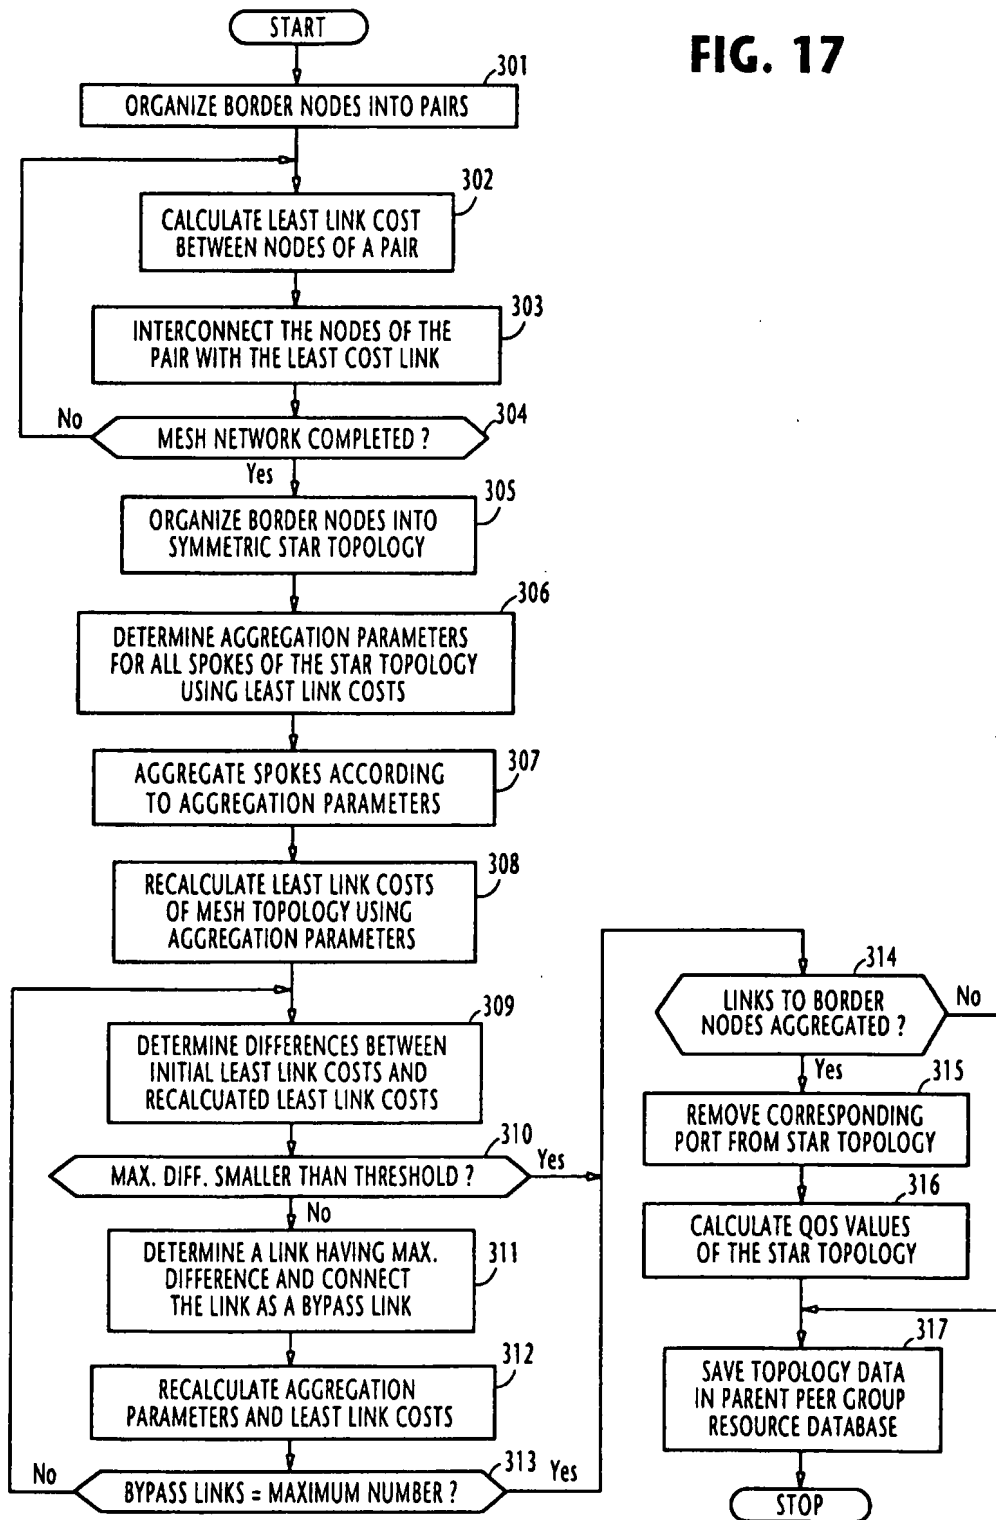 FIG. 17
START
301
ORGANIZE BORDER NODES INTO PAIRS
302
CALCULATE LEAST LINK COST
BETWEEN NODES OF A PAIR
303
INTERCONNECT THE NODES OF THE
PAIR WITH THE LEAST COST LINK
304
No
MESH NETWORK COMPLETED ?
Yes
305
ORGANIZE BORDER NODES INTO
SYMMETRIC STAR TOPOLOGY
306
DETERMINE AGGREGATION PARAMETERS
FOR ALL SPOKES OF THE STAR TOPOLOGY
USING LEAST LINK COSTS
307
AGGREGATE SPOKES ACCORDING
TO AGGREGATION PARAMETERS
308
RECALCULATE LEAST LINK COSTS
OF MESH TOPOLOGY USING
AGGREGATION PARAMETERS
309
DETERMINE DIFFERENCES BETWEEN
INITIAL LEAST LINK COSTS AND
RECALCUATED LEAST LINK COSTS
310
MAX. DIFF. SMALLER THAN THRESHOLD ?
Yes
No
311
DETERMINE A LINK HAVING MAX.
DIFFERENCE AND CONNECT
THE LINK AS A BYPASS LINK
312
RECALCULATE AGGREGATION
PARAMETERS AND LEAST LINK COSTS
313
No
BYPASS LINKS = MAXIMUM NUMBER ?
Yes
314
LINKS TO BORDER
NODES AGGREGATED ?
No
Yes
315
REMOVE CORRESPONDING
PORT FROM STAR TOPOLOGY
316
CALCULATE QOS VALUES
OF THE STAR TOPOLOGY
317
SAVE TOPOLOGY DATA
IN PARENT PEER GROUP
RESOURCE DATABASE
STOP